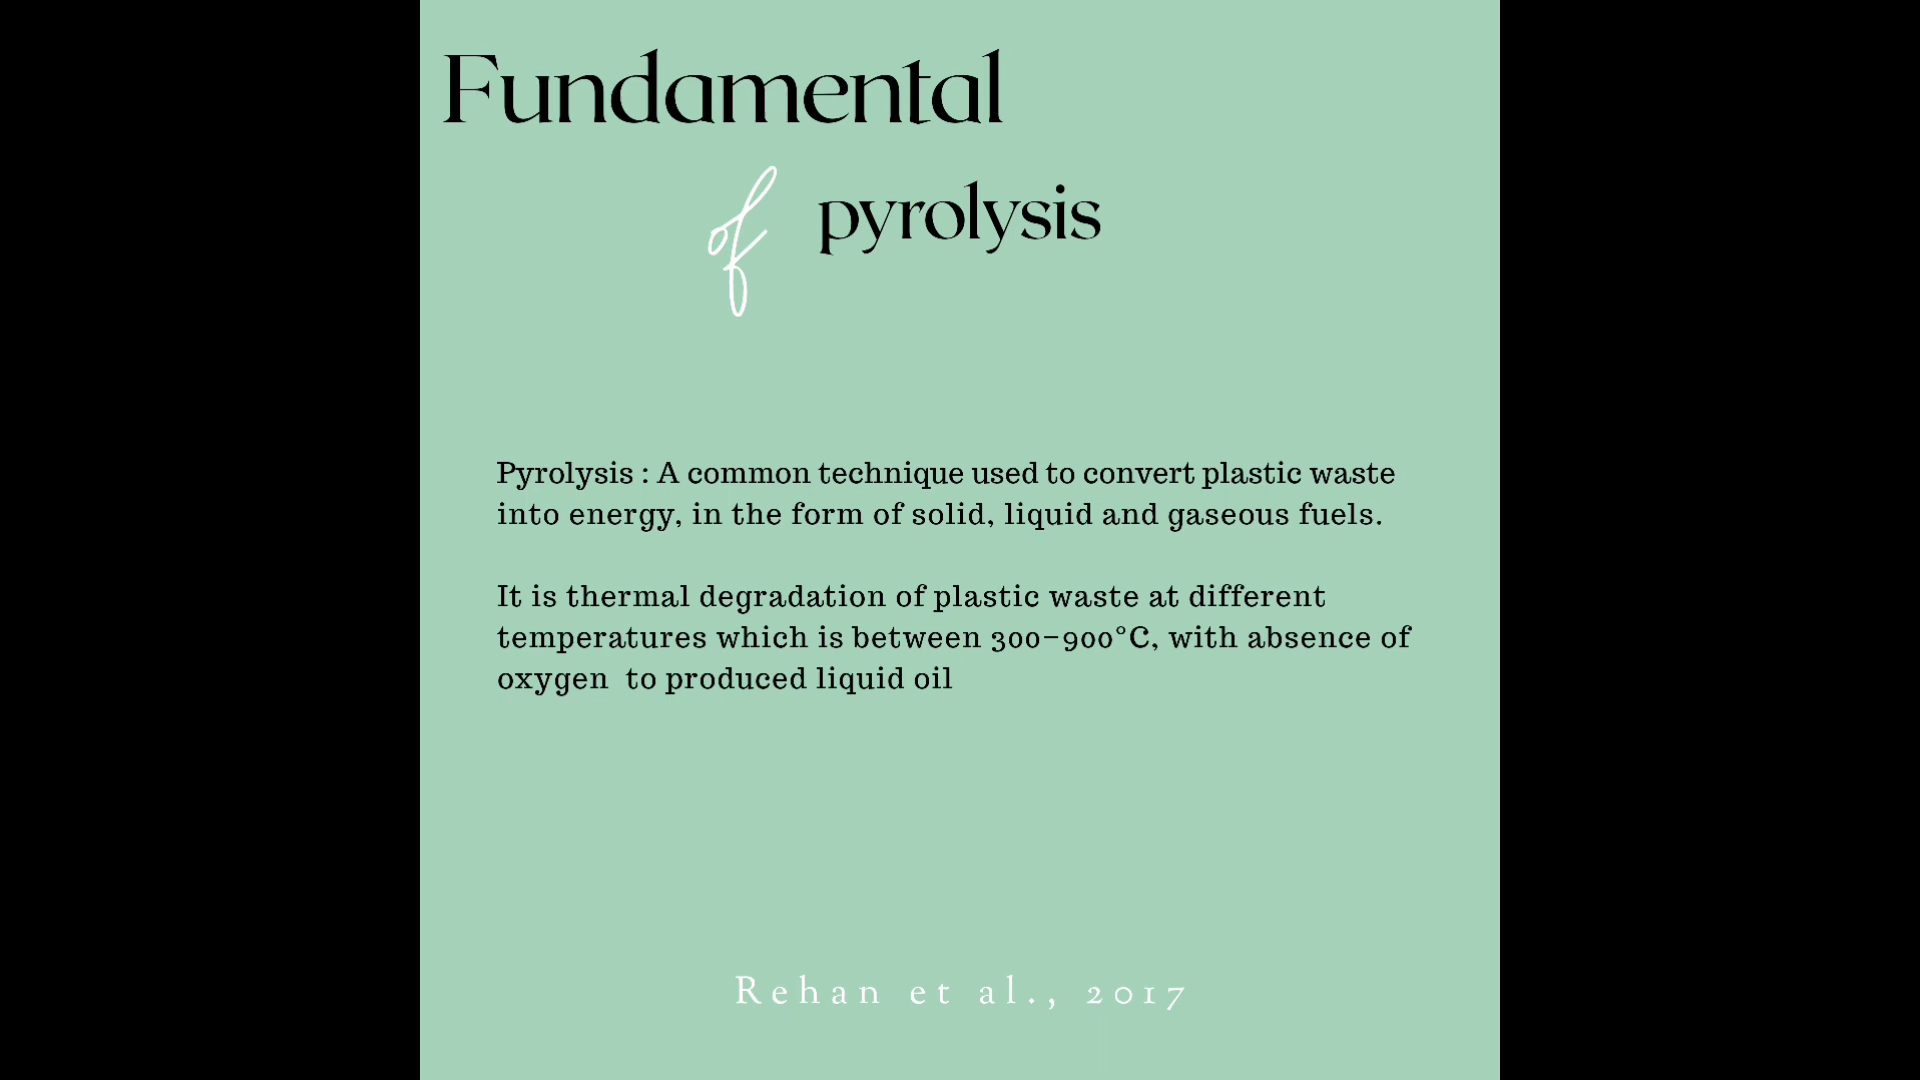 Fundamental
of pyrolysis
Pyrolysis : A common technique used to convert plastic waste
into energy, in the form of solid, liquid and gaseous fuels.
It is thermal degradation of plastic waste at different
temperatures which is between 300–900°C, with absence of
oxygen  to produced liquid oil
Rehan et al., 2017